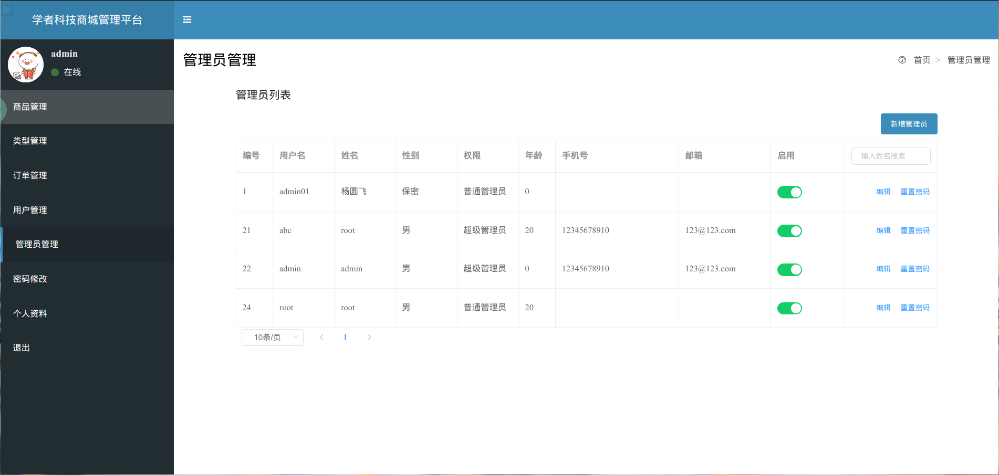 学者科技商城管理平台
admin
在线
商品管理
类型管理
订单管理
用户管理
管理员管理
密码修改
个人资料
退出
管理员管理
首页 > 管理员管理
管理员列表
新增管理员
编号 用户名 姓名 性别 权限 年龄 手机号 邮箱 启用 输入姓名搜索
1 admin01 杨圆飞 保密 普通管理员 0 编辑 重置密码
21 abc root 男 超级管理员 20 12345678910 123@123.com 编辑 重置密码
22 admin admin 男 超级管理员 0 12345678910 123@123.com 编辑 重置密码
24 root root 男 普通管理员 20 编辑 重置密码
10条/页 1